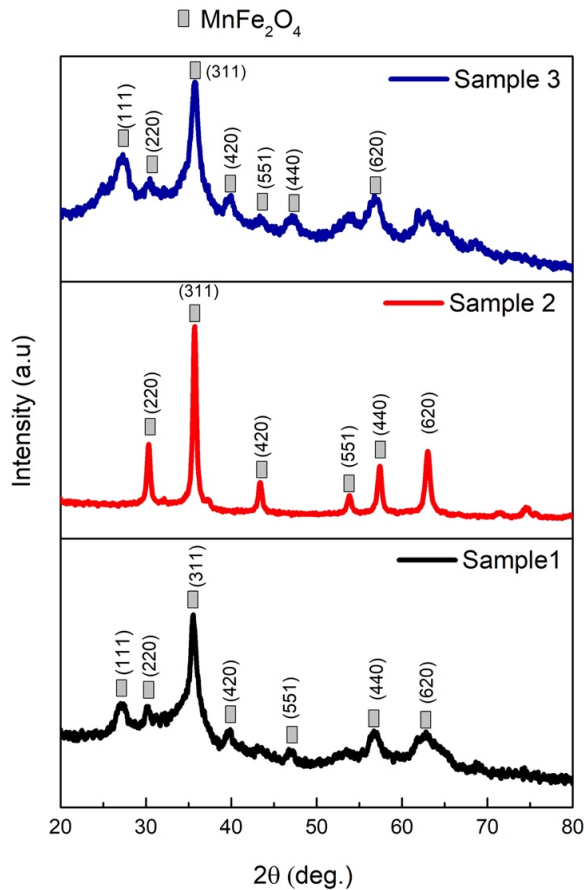 MnFe₂O₄
Sample 3
(111)
(220)
(311)
(420)
(551)
(440)
(620)
Sample 2
(220)
(311)
(420)
(551)
(440)
(620)
Sample1
(111)
(220)
(311)
(420)
(551)
(440)
(620)
Intensity (a.u)
20 30 40 50 60 70 80
2θ (deg.)